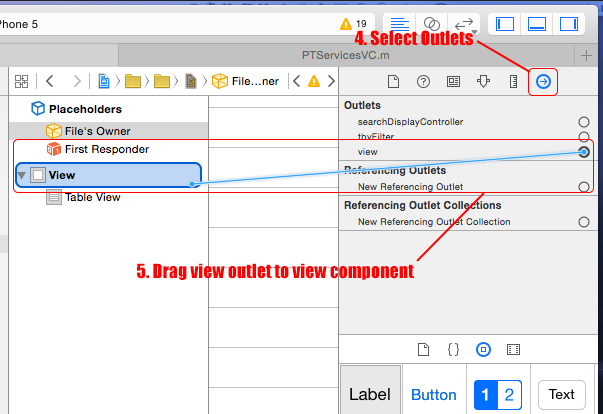 Phone 5
19
4. Select Outlets
PTServicesVC.m
File...ner
Placeholders
File's Owner
First Responder
View
Table View
Outlets
searchDisplayController
tbvFilter
view
Referencing Outlets
New Referencing Outlet
Referencing Outlet Collections
New Referencing Outlet Collection
5. Drag view outlet to view component
Label
Button
1 2
Text